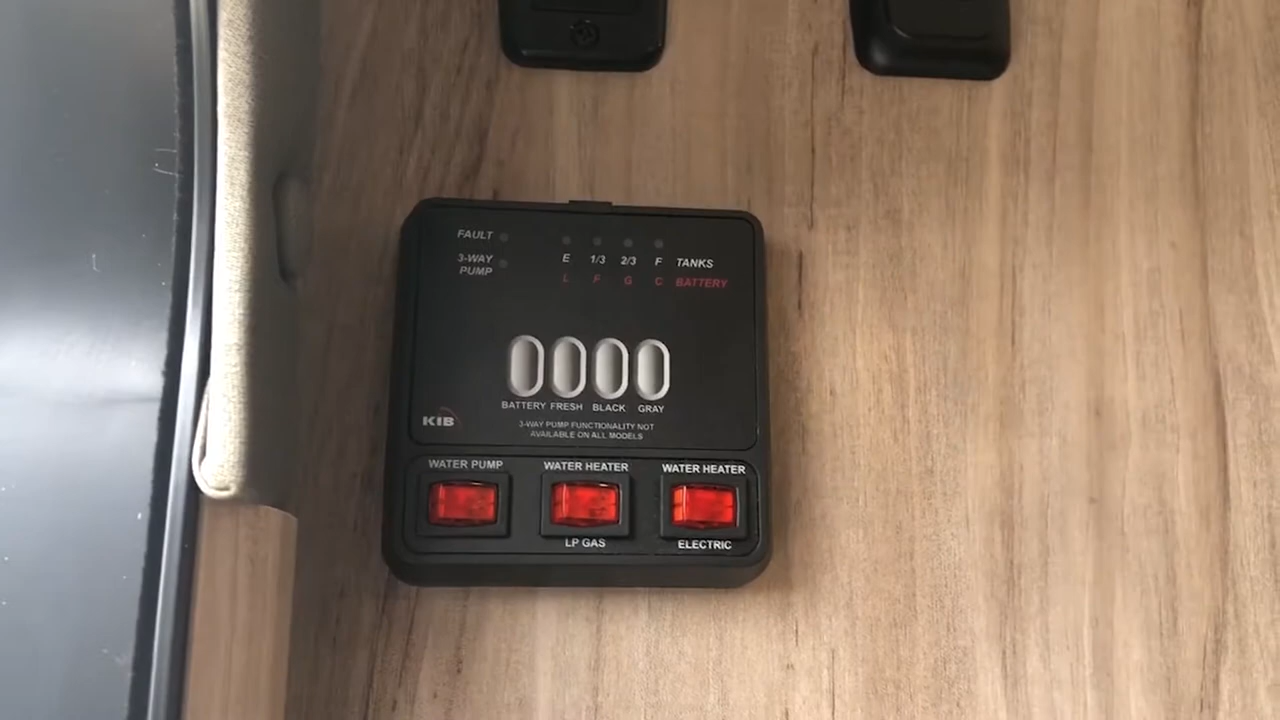 FAULT
E 1/3 2/3 F TANKS
3-WAY
PUMP
L F G C BATTERY
BATTERY FRESH BLACK GRAY
KIB
3-WAY PUMP FUNCTIONALITY NOT
AVAILABLE ON ALL MODELS
WATER PUMP WATER HEATER WATER HEATER
LP GAS ELECTRIC